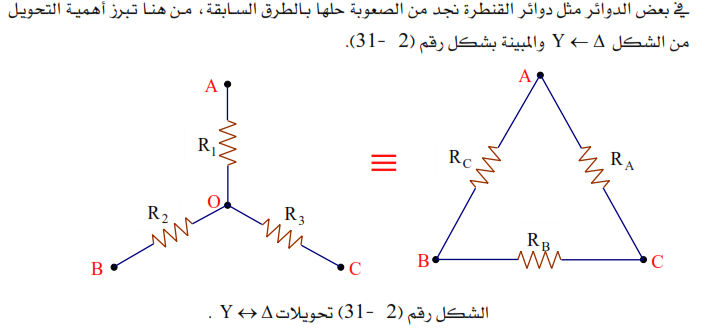 في بعض الدوائر مثل دوائر القنطرة نجد من الصعوبة حلها بالطرق السابقة، من هنا تبرز أهمية التحويل
من الشكل Y ← Δ والمبينة بشكل رقم (2 -31).
A
R1
O
R2
R3
B
C
≡
A
RC
RA
RB
B
C
الشكل رقم (2 -31) تحويلات Y ↔ Δ .